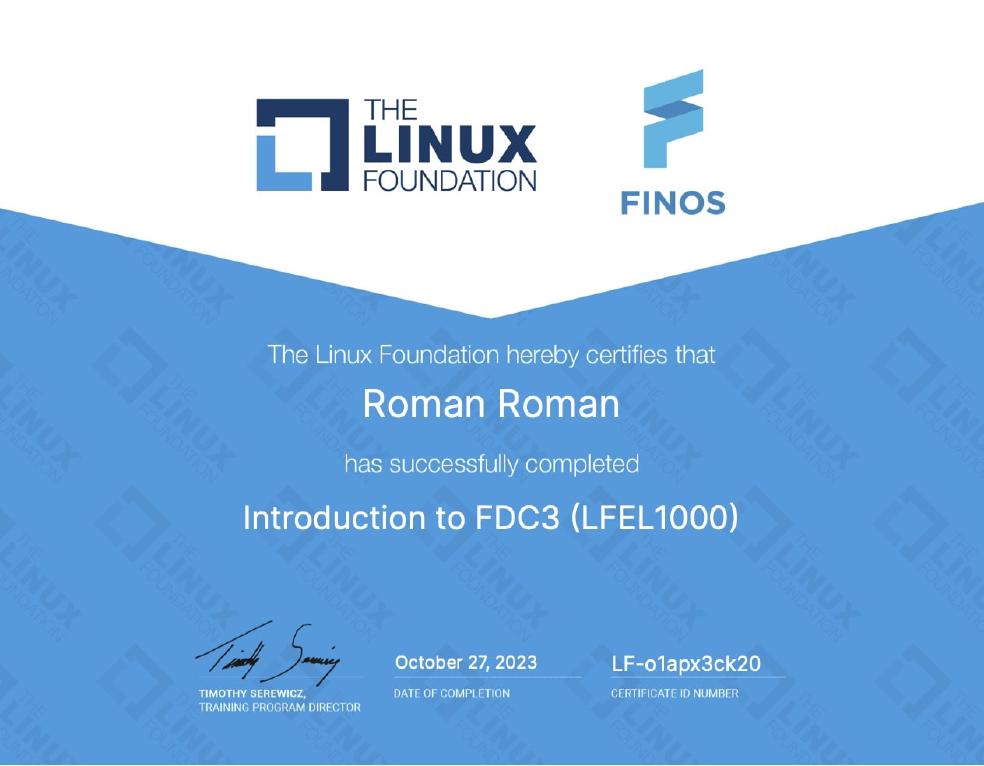 THE
LINUX
FOUNDATION
FINOS
The Linux Foundation hereby certifies that
Roman Roman
has successfully completed
Introduction to FDC3 (LFEL1000)
Timothy Serewicz
TIMOTHY SEREWICZ,
TRAINING PROGRAM DIRECTOR
October 27, 2023
DATE OF COMPLETION
LF-o1apx3ck20
CERTIFICATE ID NUMBER